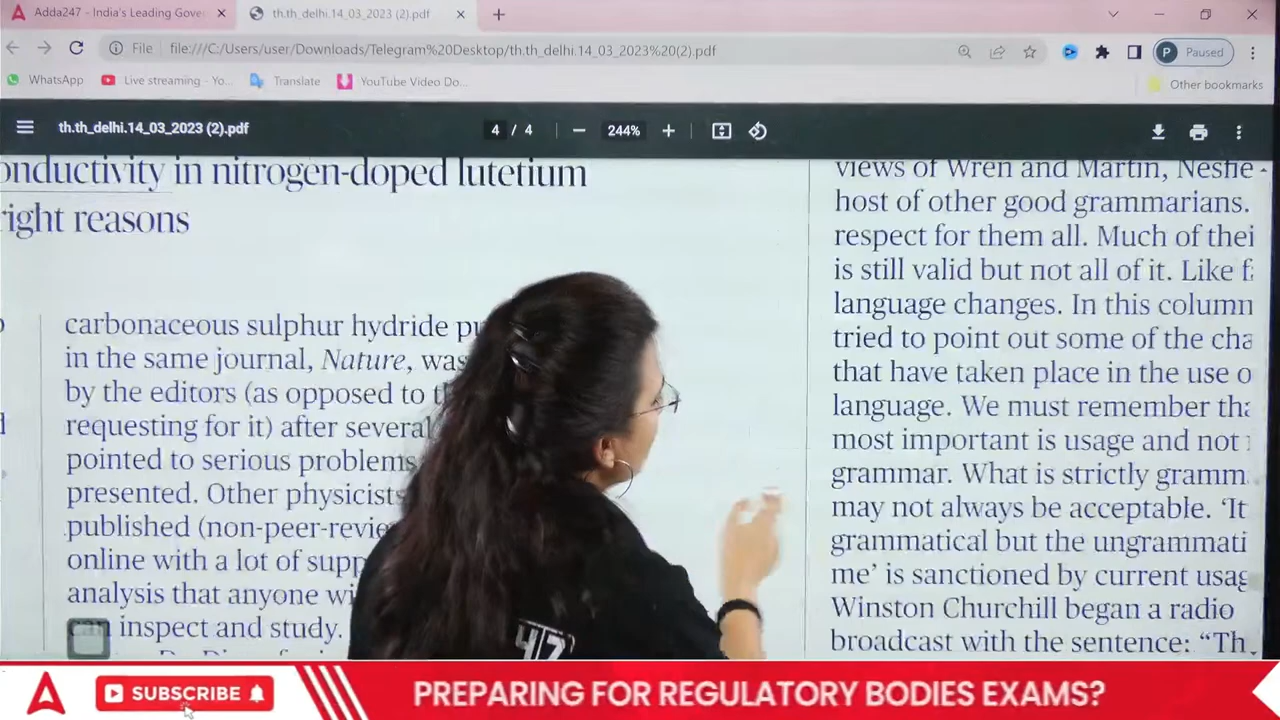 Adda247 - India's Leading Gove
th.th_delhi.14_03_2023 (2).pdf
File
file:///C:/Users/user/Downloads/Telegram%20Desktop/th.th_delhi.14_03_2023%20(2).pdf
P Paused
WhatsApp
Live streaming - Yo...
Translate
YouTube Video Do...
Other bookmarks
th.th_delhi.14_03_2023 (2).pdf
4 / 4
244%
onductivity in nitrogen-doped lutetium
right reasons
carbonaceous sulphur hydride pu
in the same journal, Nature, was
by the editors (as opposed to th
requesting for it) after several
pointed to serious problems
presented. Other physicists
published (non-peer-revie
online with a lot of supp
analysis that anyone wi
can inspect and study.
views of Wren and Martin, Nesfie
host of other good grammarians.
respect for them all. Much of thei
is still valid but not all of it. Like
language changes. In this column
tried to point out some of the cha
that have taken place in the use o
language. We must remember tha
most important is usage and not
grammar. What is strictly gramm
may not always be acceptable. ‘It
grammatical but the ungrammati
me’ is sanctioned by current usag
Winston Churchill began a radio
broadcast with the sentence: “Th
SUBSCRIBE
PREPARING FOR REGULATORY BODIES EXAMS?